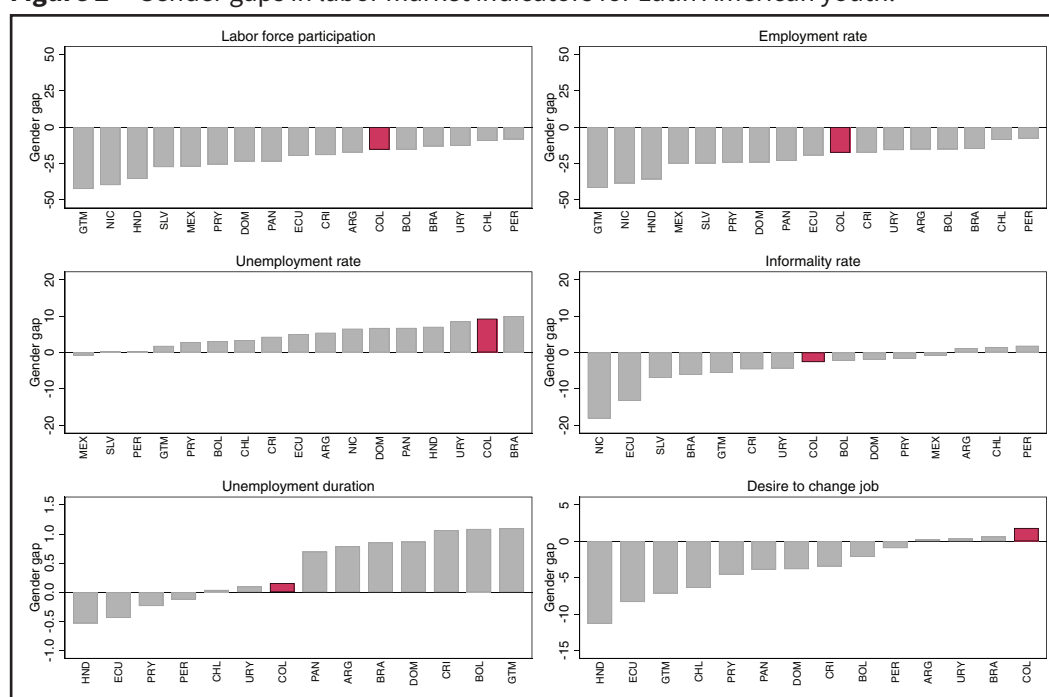 Figure 2 Gender gaps in labor market indicators for Latin American youth.
Labor force participation
Gender gap
50
25
0
-25
-50
GTM NIC HND SLV MEX PRY DOM PAN ECU CRI ARG COL BOL BRA URY CHL PER
Employment rate
Gender gap
50
25
0
-25
-50
GTM NIC HND MEX SLV PRY DOM PAN ECU COL CRI URY ARG BOL BRA CHL PER
Unemployment rate
Gender gap
20
10
0
-10
-20
MEX SLV PER GTM PRY BOL CHL CRI ECU ARG NIC DOM PAN HND URY COL BRA
Informality rate
Gender gap
20
10
0
-10
-20
NIC ECU SLV BRA GTM CRI URY COL BOL DOM PRY MEX ARG CHL PER
Unemployment duration
Gender gap
1.5
1.0
0.5
0.0
-0.5
-1.0
HND ECU PRY PER CHL URY COL PAN ARG BRA DOM CRI BOL GTM
Desire to change job
Gender gap
5
0
-5
-10
-15
HND ECU GTM CHL PRY PAN DOM CRI BOL PER ARG URY BRA COL